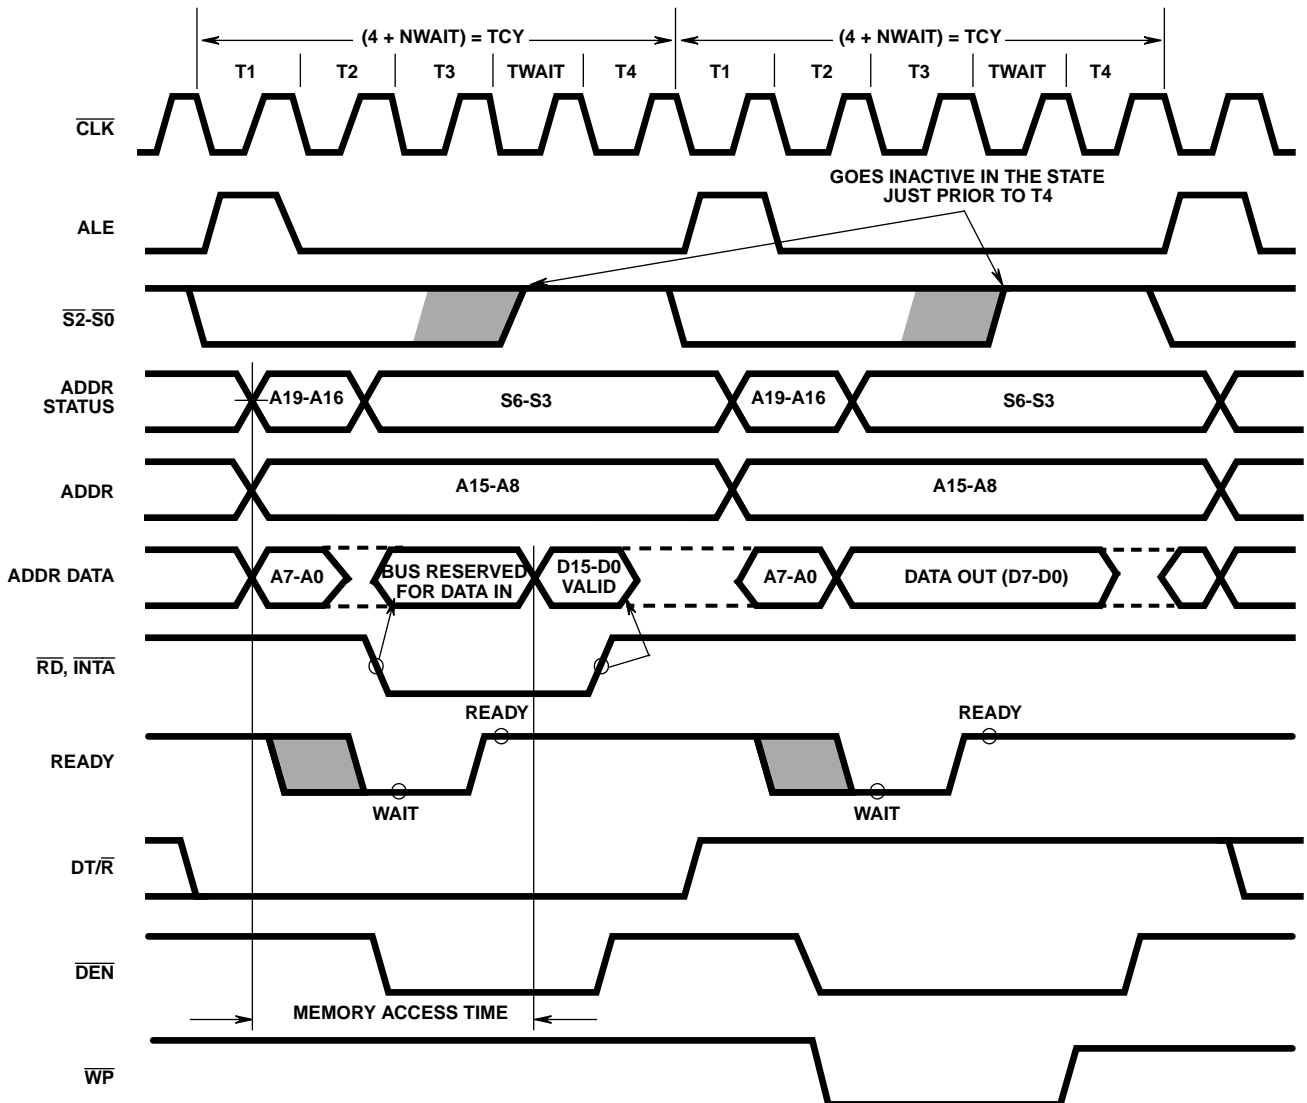 (4 + NWAIT) = TCY (4 + NWAIT) = TCY
T1 T2 T3 TWAIT T4 T1 T2 T3 TWAIT T4
CLK
GOES INACTIVE IN THE STATE
JUST PRIOR TO T4
ALE
S2-S0
ADDR
STATUS
A19-A16 S6-S3 A19-A16 S6-S3
ADDR A15-A8 A15-A8
ADDR DATA A7-A0
BUS RESERVED
FOR DATA IN
D15-D0
VALID
A7-A0 DATA OUT (D7-D0)
RD, INTA
READY READY
READY
WAIT WAIT
DT/R
DEN
MEMORY ACCESS TIME
WP